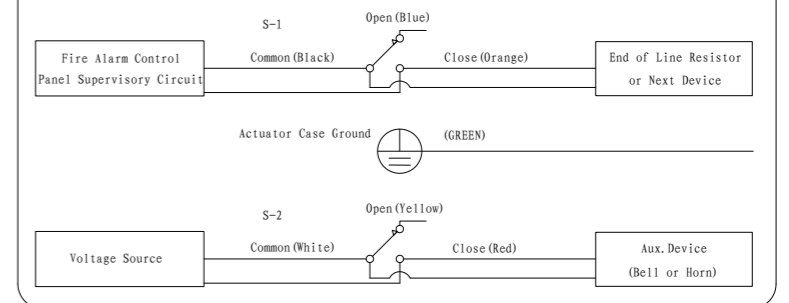 S-1
Open(Blue)
Fire Alarm Control
Panel Supervisory Circuit
Common(Black)
Close(Orange)
End of Line Resistor
or Next Device
Actuator Case Ground
(GREEN)
S-2
Open(Yellow)
Voltage Source
Common(White)
Close(Red)
Aux.Device
(Bell or Horn)